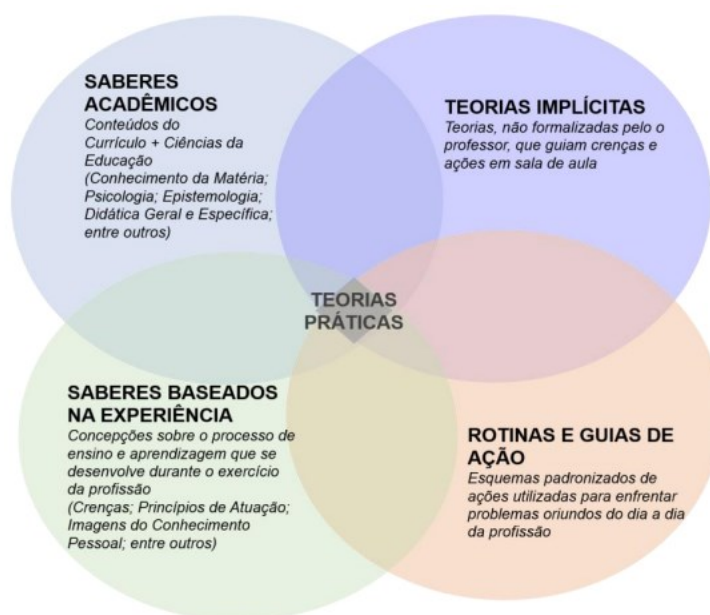 SABERES
ACADÊMICOS
Conteúdos do
Currículo + Ciências da
Educação
(Conhecimento da Matéria;
Psicologia; Epistemologia;
Didática Geral e Específica;
entre outros)
TEORIAS IMPLÍCITAS
Teorias, não formalizadas pelo o
professor, que guiam crenças e
ações em sala de aula
TEORIAS
PRÁTICAS
SABERES BASEADOS
NA EXPERIÊNCIA
Concepções sobre o processo de
ensino e aprendizagem que se
desenvolve durante o exercício
da profissão
(Crenças; Princípios de Atuação;
Imagens do Conhecimento
Pessoal; entre outros)
ROTINAS E GUIAS DE
AÇÃO
Esquemas padronizados de
ações utilizadas para enfrentar
problemas oriundos do dia a dia
da profissão